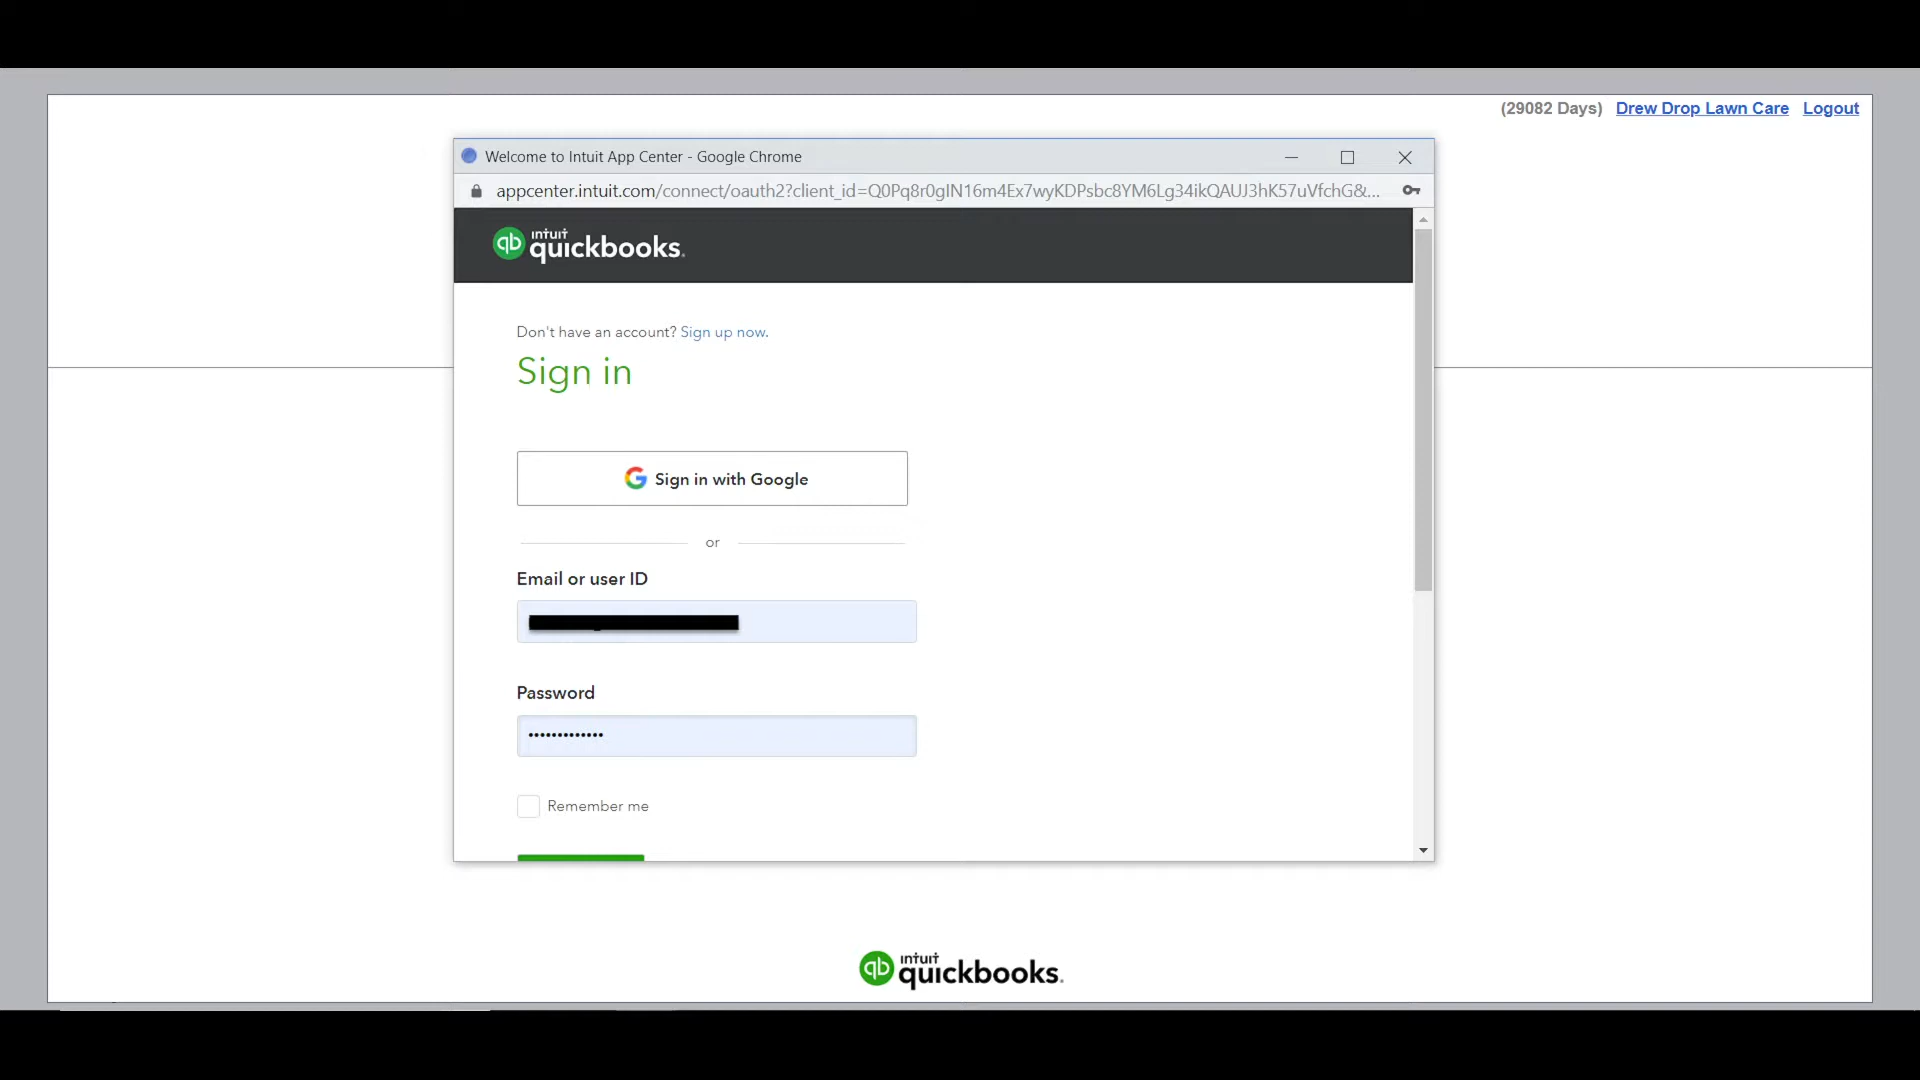 (29082 Days) Drew Drop Lawn Care Logout
Welcome to Intuit App Center - Google Chrome
appcenter.intuit.com/connect/oauth2?client_id=Q0Pq8r0glN16m4Ex7wyKDPsbc8YM6Lg34ikQAUJ3hK57uVfchG&...
intuit
quickbooks.
Don't have an account? Sign up now.
Sign in
Sign in with Google
or
Email or user ID
Password
•••••••••••••
Remember me
intuit
quickbooks.